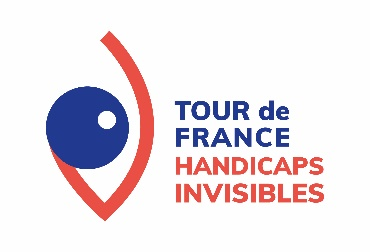 TOUR de
FRANCE
HANDICAPS
INVISIBLES